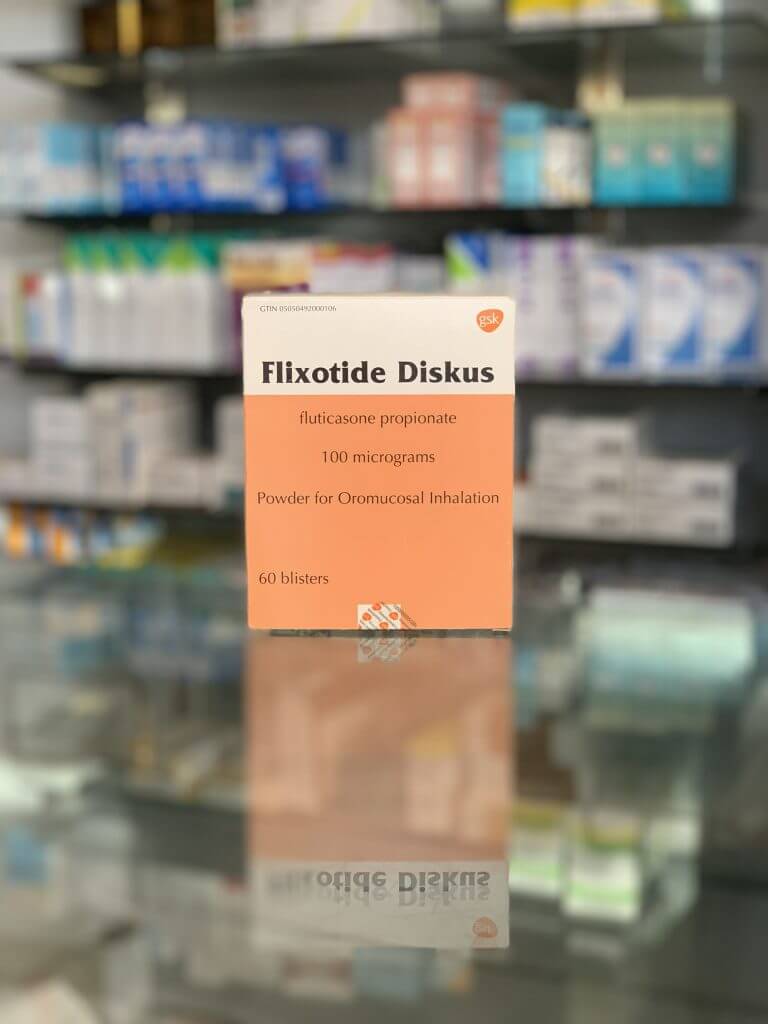 GTIN 05050492000106
gsk
Flixotide Diskus
fluticasone propionate
100 micrograms
Powder for Oromucosal Inhalation
60 blisters